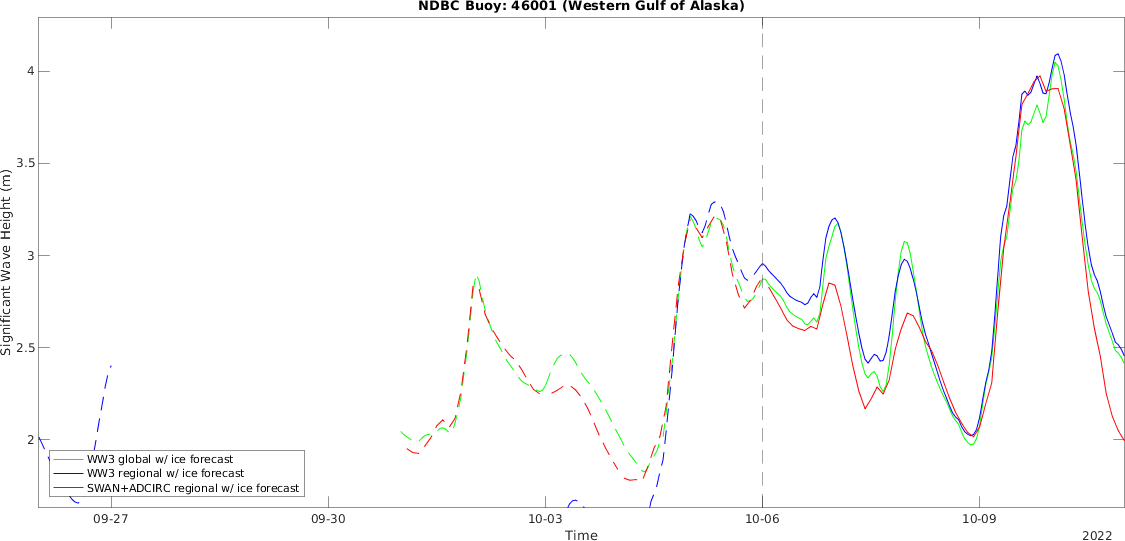 NDBC Buoy: 46001 (Western Gulf of Alaska)
Significant Wave Height (m)
4
3.5
3
2.5
2
WW3 global w/ ice forecast
WW3 regional w/ ice forecast
SWAN+ADCIRC regional w/ ice forecast
09-27
09-30
10-03
10-06
10-09
Time
2022